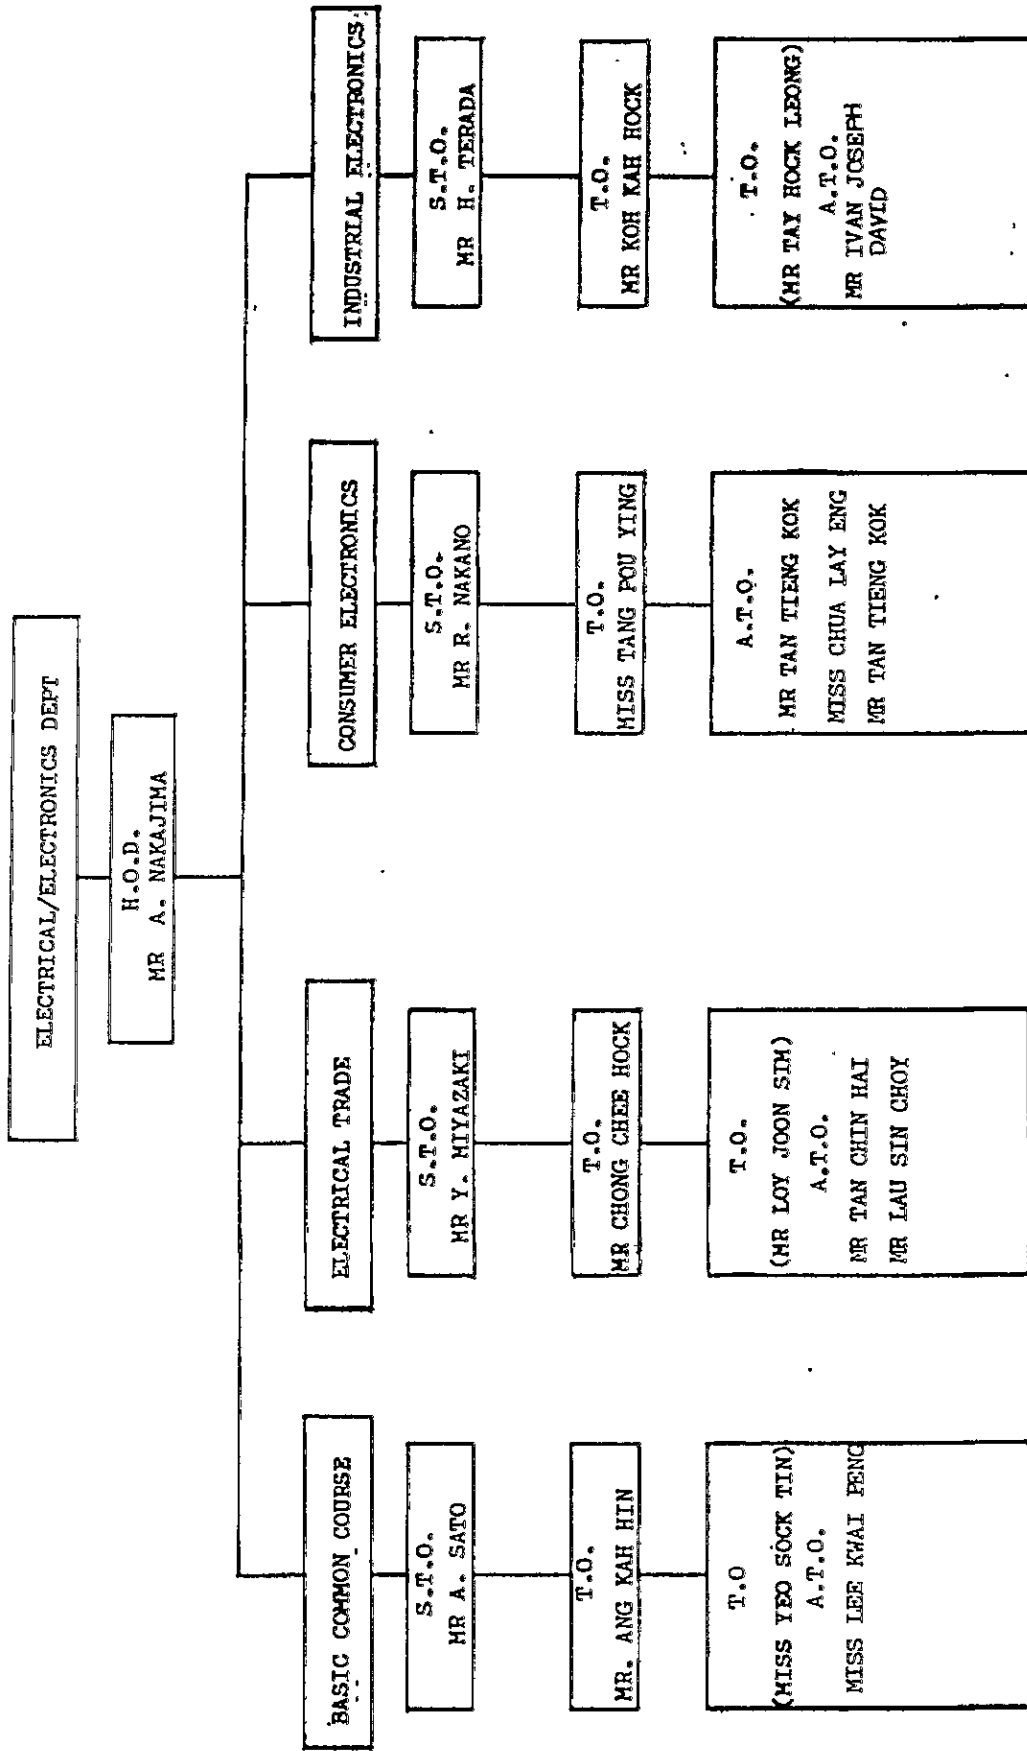 ELECTRICAL/ELECTRONICS DEPT
H.O.D.
MR A. NAKAJIMA
BASIC COMMON COURSE
S.T.O.
MR A. SATO
T.O.
MR. ANG KAH HIN
T.O
(MISS YEO SOCK TIN)
A.T.O.
MISS LEE KWAI PENG
ELECTRICAL TRADE
S.T.O.
MR Y. MIYAZAKI
T.O.
MR CHONG CHEE HOCK
T.O.
(MR LOY JOON SIM)
A.T.O.
MR TAN CHIN HAI
MR LAU SIN CHOY
CONSUMER ELECTRONICS
S.T.O.
MR R. NAKANO
T.O.
MISS TANG POU YING
A.T.O.
MR TAN TIENG KOK
MISS CHUA LAY ENG
MR TAN TIENG KOK
INDUSTRIAL ELECTRONICS
S.T.O.
MR H. TERADA
T.O.
MR KOH KAH HOCK
T.O.
(MR TAY HOCK LEONG)
A.T.O.
MR IVAN JOSEPH
DAVID